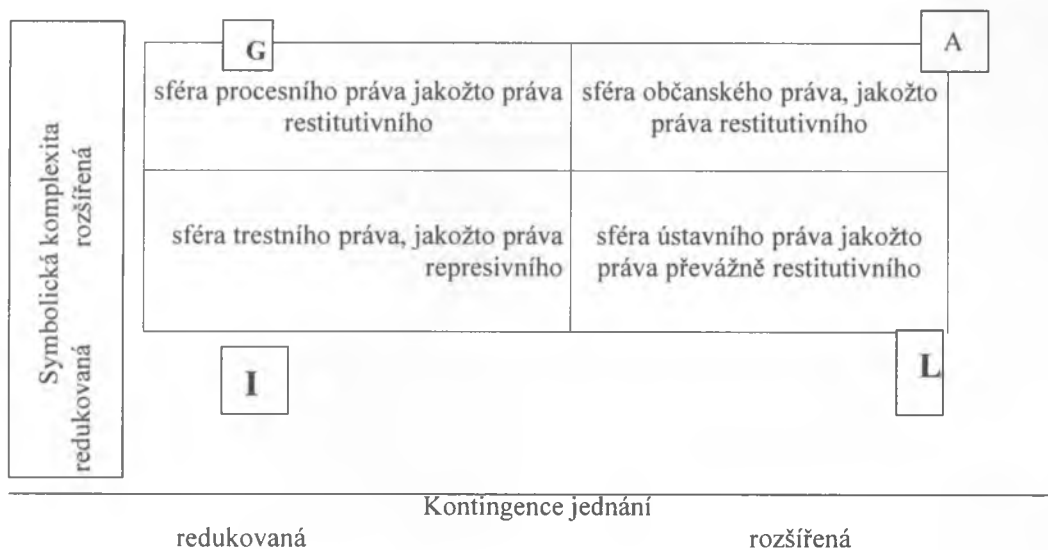 G
A
sféra procesního práva jakožto práva
restitutivního
sféra občanského práva, jakožto
práva restitutivního
sféra trestního práva, jakožto práva
represivního
sféra ústavního práva jakožto
práva převážně restitutivního
Symbolická komplexita
redukovaná rozšířená
I
L
Kontingence jednání
redukovaná rozšířená